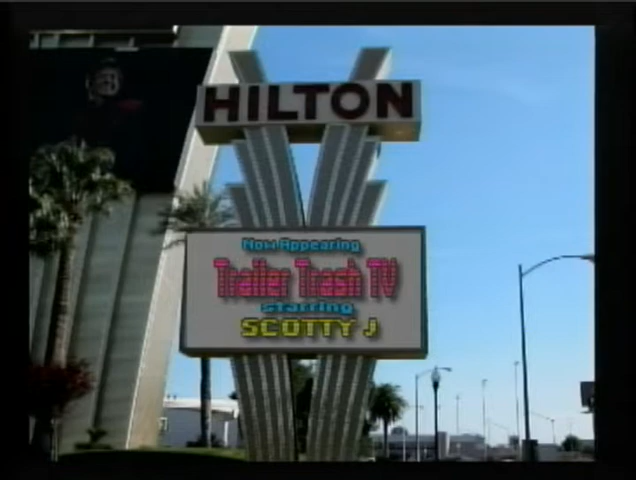 HILTON
Now Appearing
Trailer Trash TV
starring
SCOTTY J